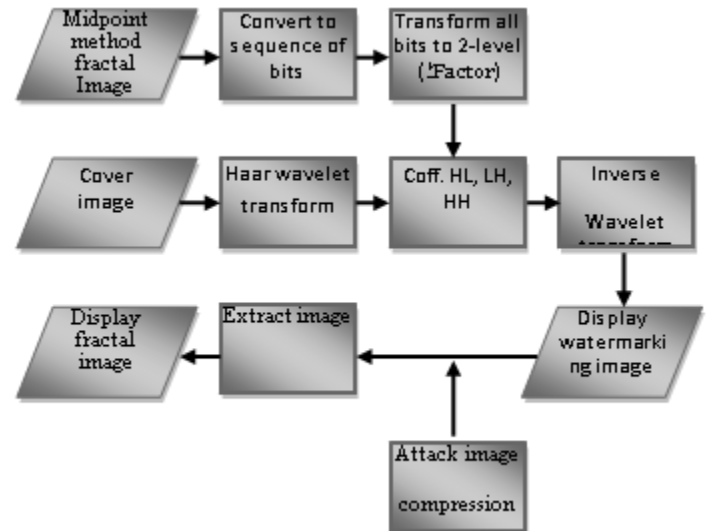 Midpoint
method
fractal
Image
Convert to
sequence of
bits
Transform all
bits to 2-level
Cover
image
Haar wavelet
transform
Coff. HL, LH,
HH
Inverse
Wavelet
transform
Display
fractal
image
Extract image
Display
watermarki
ng image
Attack image
compression